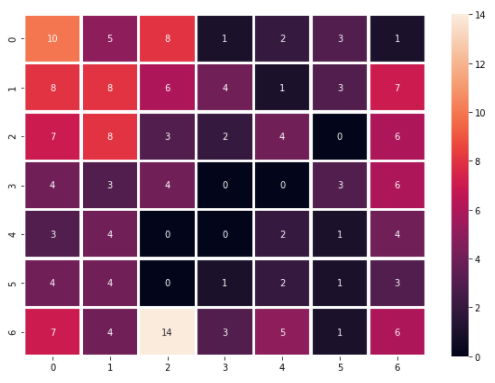 14
0 10 5 8 1 2 3 1
12
1 8 8 6 4 1 3 7
10
2 7 8 3 2 4 0 6
8
3 4 3 4 0 0 3 6
6
4 3 4 0 0 2 1 4
4
5 4 4 0 1 2 1 3
2
6 7 4 14 3 5 1 6
0
0 1 2 3 4 5 6